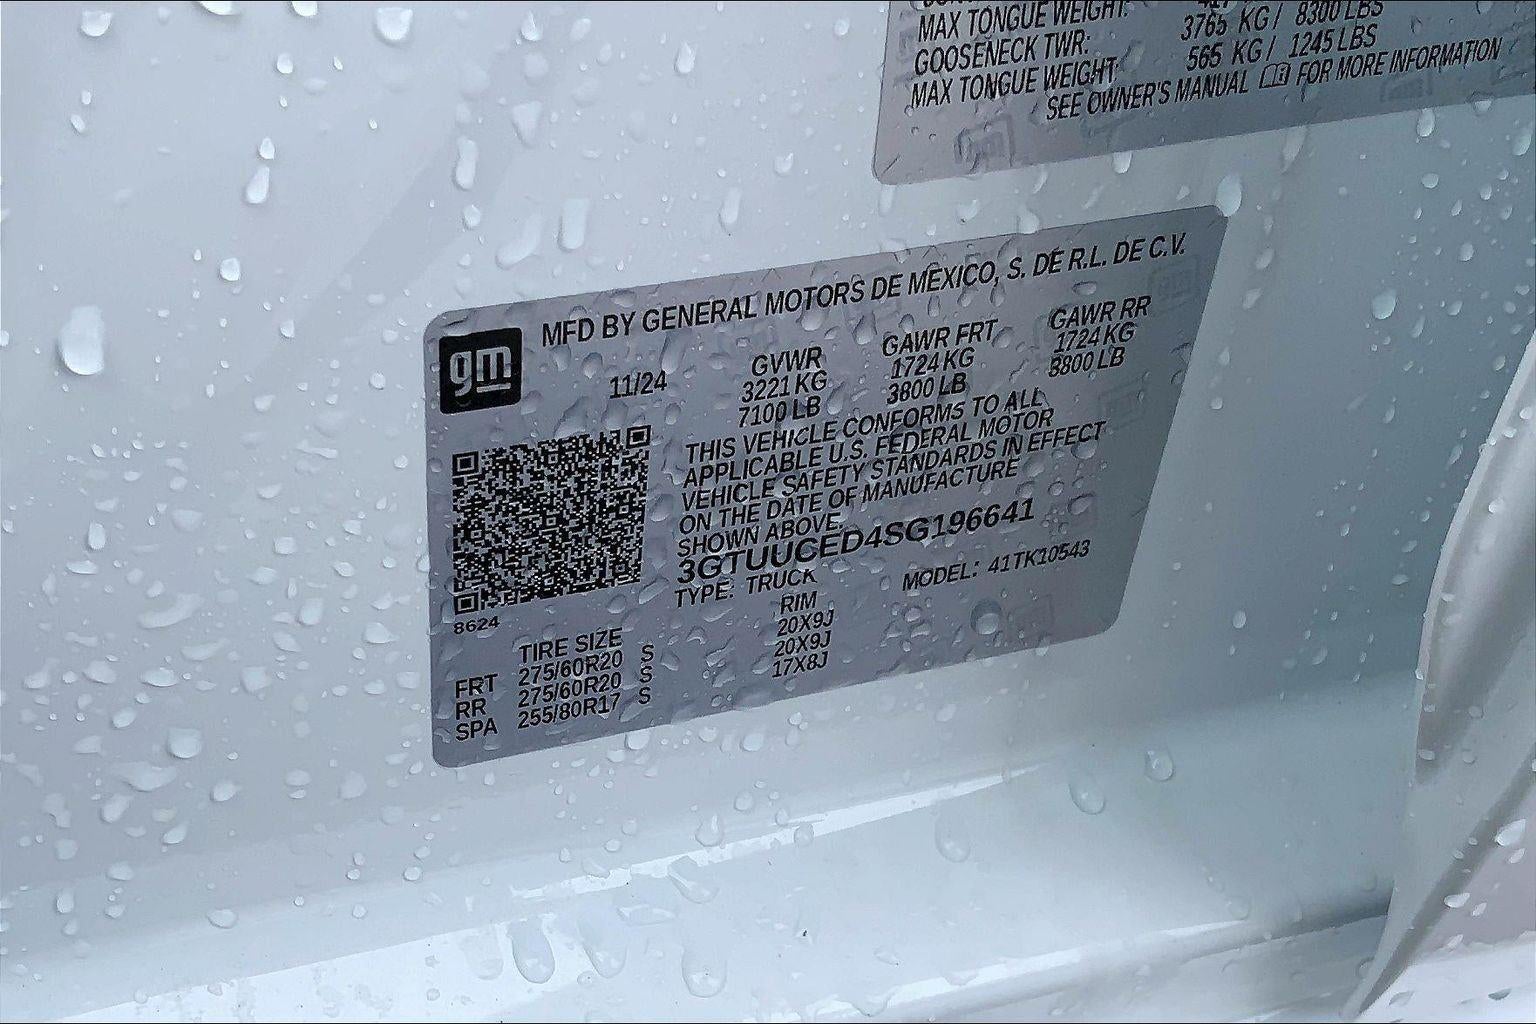 MAX TONGUE WEIGHT:
GOOSENECK TWR: 3765 KG / 8300 LBS
MAX TONGUE WEIGHT: 565 KG / 1245 LBS
SEE OWNER'S MANUAL FOR MORE INFORMATION
gm
gm
MFD BY GENERAL MOTORS DE MEXICO, S. DE R.L. DE C.V.
11/24
GVWR GAWR FRT GAWR RR
3221 KG 1724 KG 1724 KG
7100 LB 3800 LB 3800 LB
THIS VEHICLE CONFORMS TO ALL
APPLICABLE U.S. FEDERAL MOTOR
VEHICLE SAFETY STANDARDS IN EFFECT
ON THE DATE OF MANUFACTURE
SHOWN ABOVE.
3GTUUCED4SG196641
TYPE: TRUCK MODEL: 41TK10543
8624
TIRE SIZE RIM
FRT 275/60R20 S 20X9J
RR 275/60R20 S 20X9J
SPA 255/80R17 S 17X8J